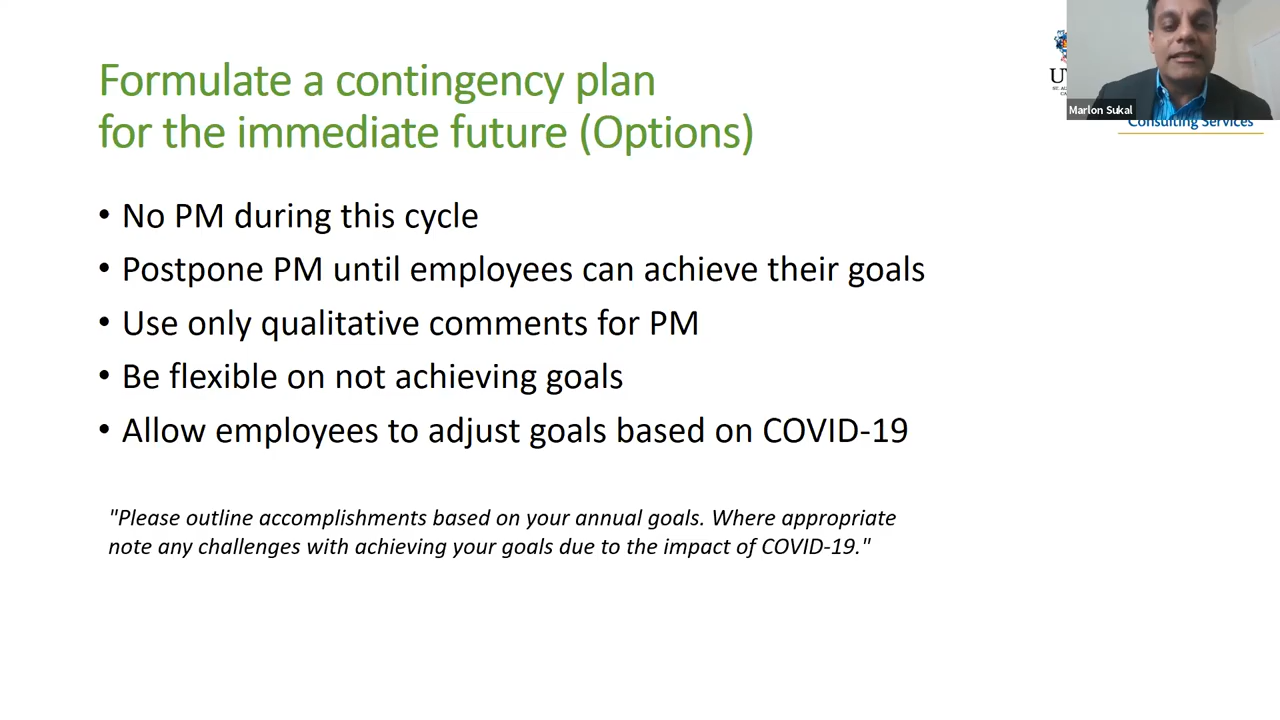 Formulate a contingency plan
for the immediate future (Options)
• No PM during this cycle
• Postpone PM until employees can achieve their goals
• Use only qualitative comments for PM
• Be flexible on not achieving goals
• Allow employees to adjust goals based on COVID-19
"Please outline accomplishments based on your annual goals. Where appropriate
note any challenges with achieving your goals due to the impact of COVID-19."
Marlon Sukal
Consulting Services